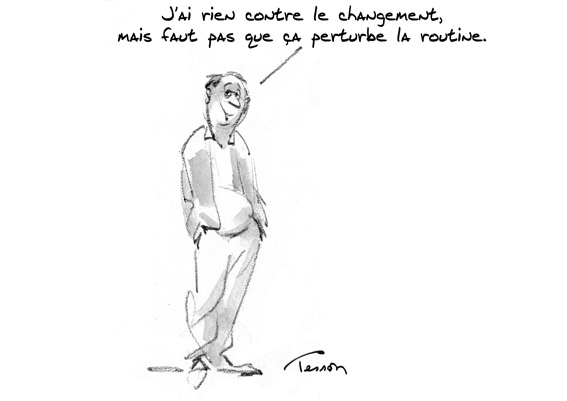 J'ai rien contre le changement,
mais faut pas que ça perturbe la routine.
Tesson